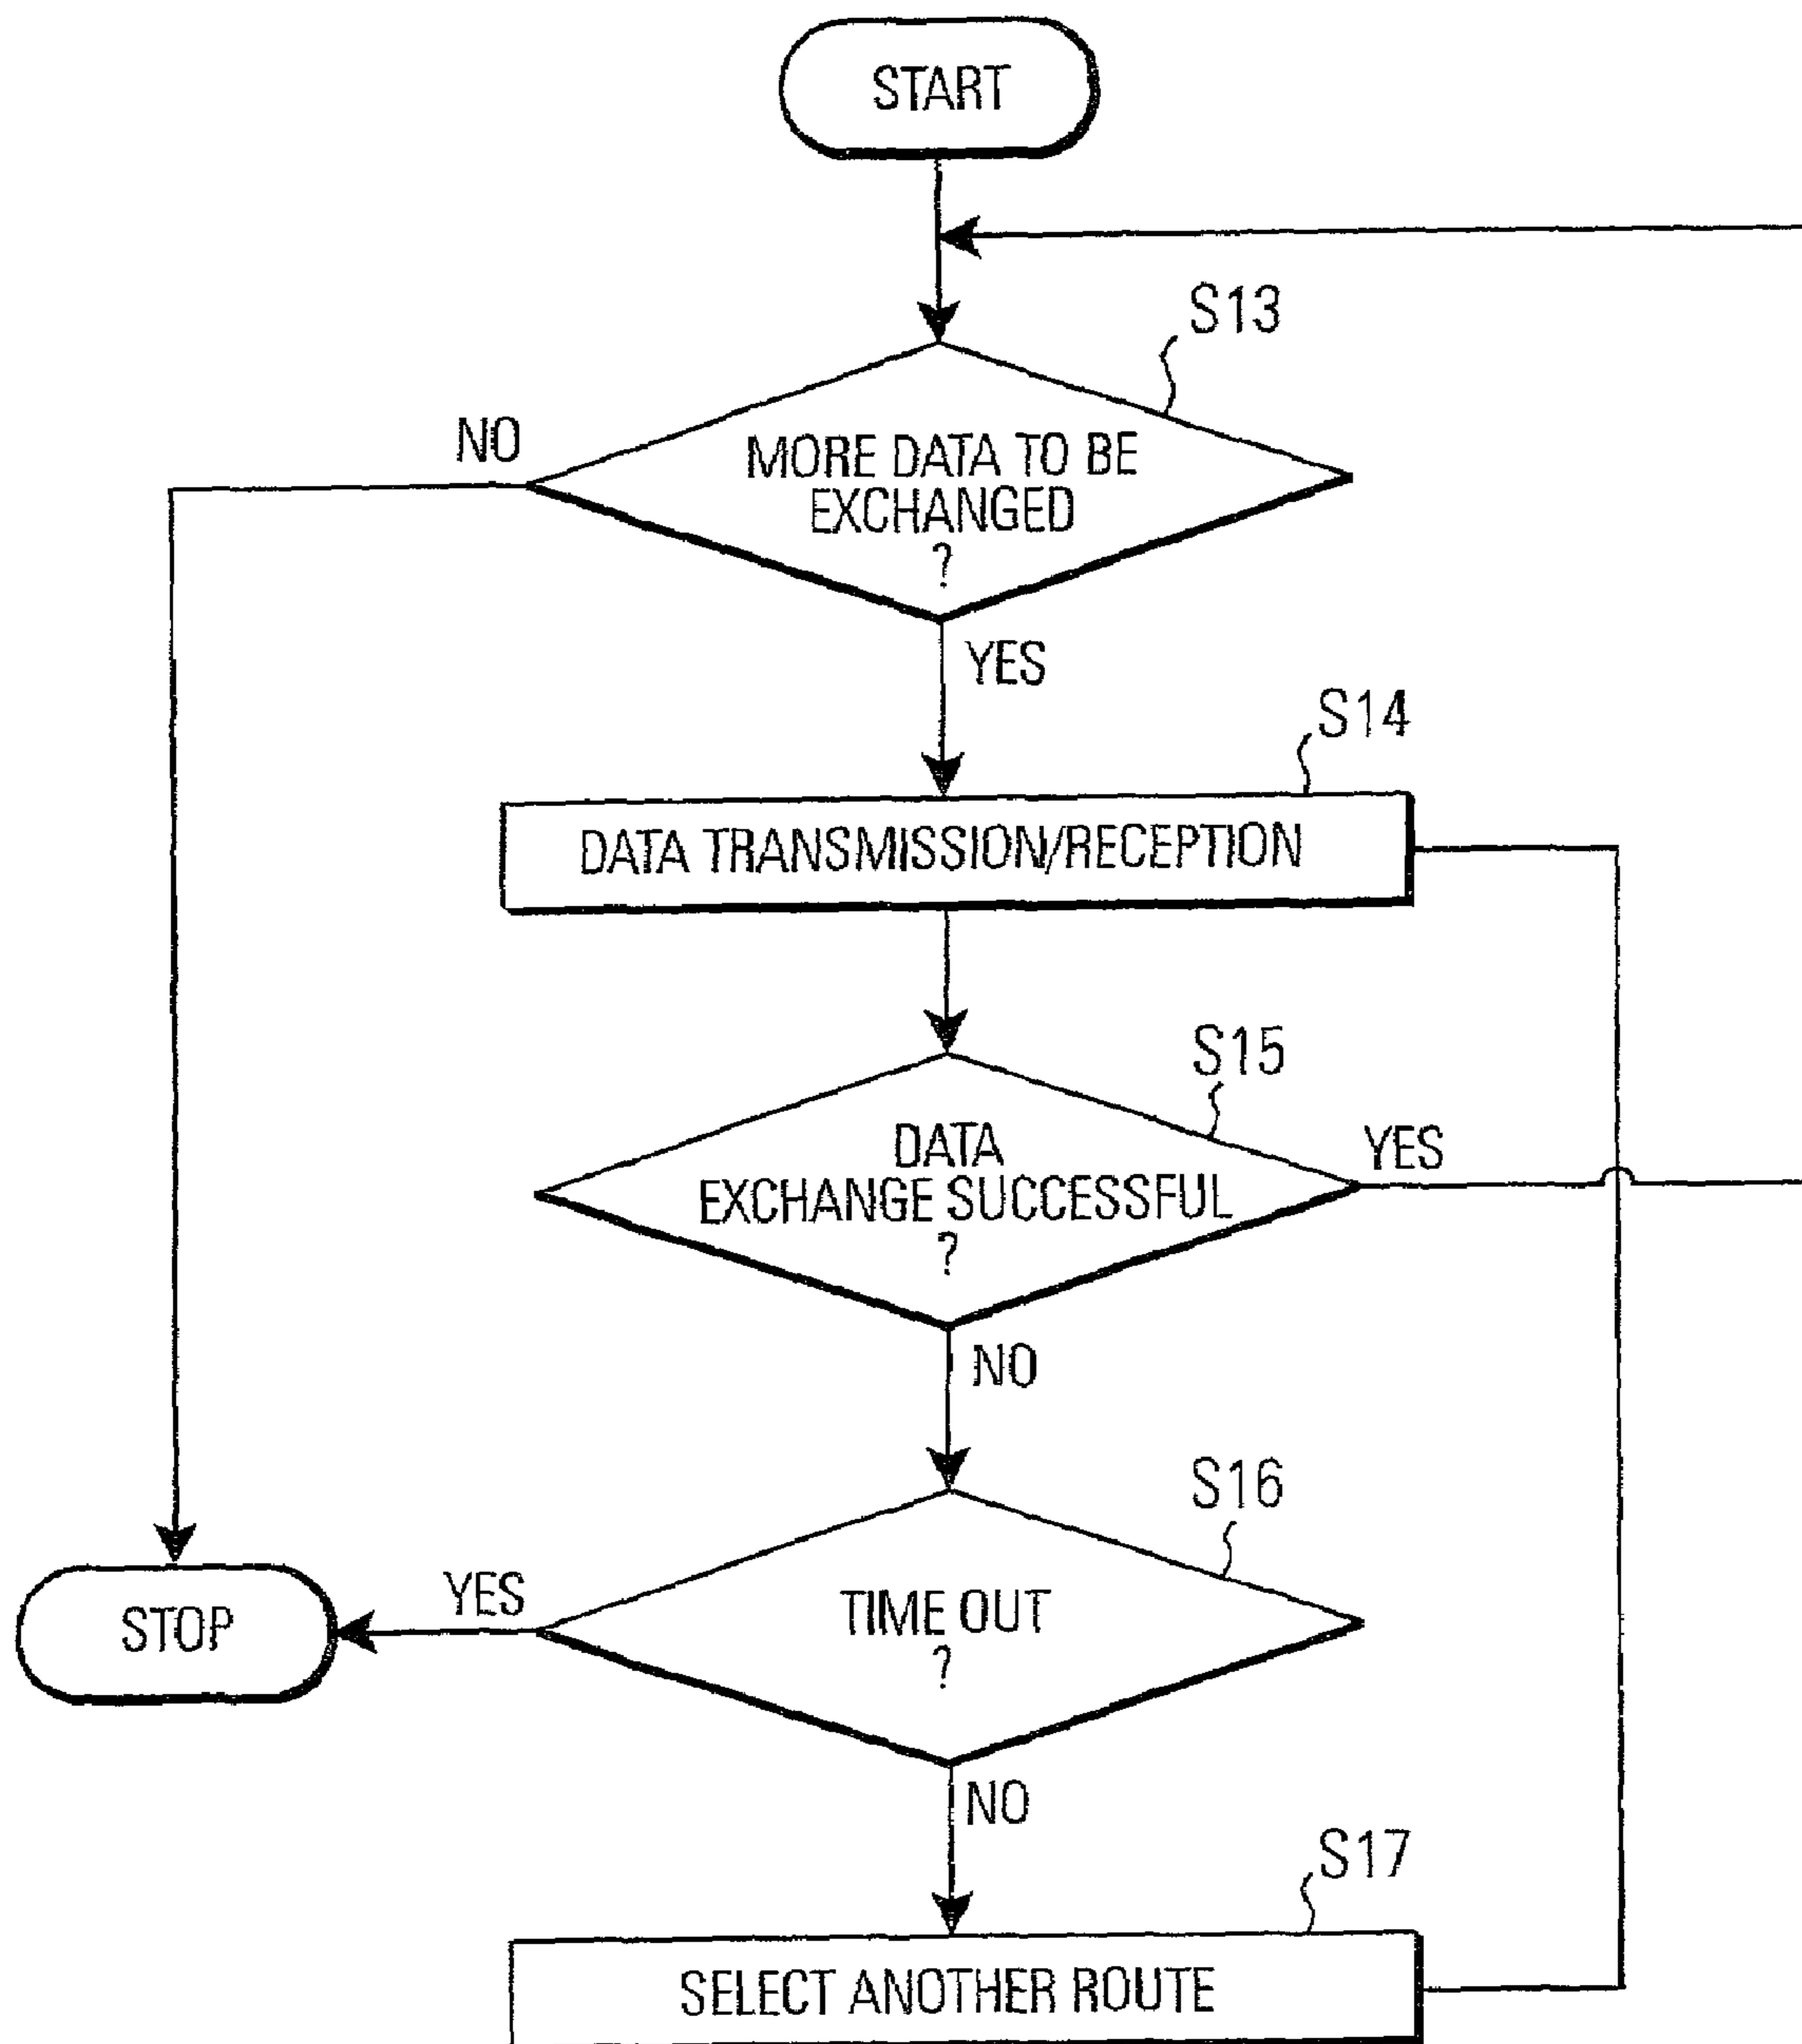 START
S13
NO
MORE DATA TO BE
EXCHANGED
?
YES
S14
DATA TRANSMISSION/RECEPTION
S15
DATA
EXCHANGE SUCCESSFUL
?
YES
NO
S16
STOP
YES
TIME OUT
?
NO
S17
SELECT ANOTHER ROUTE